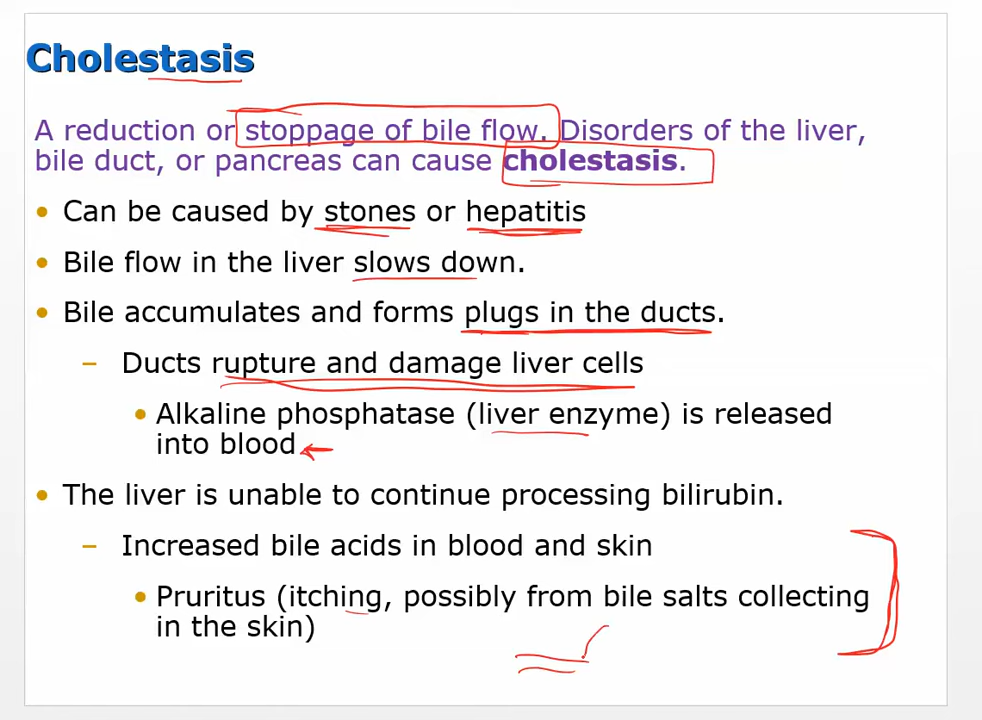 Cholestasis
A reduction or stoppage of bile flow. Disorders of the liver,
bile duct, or pancreas can cause cholestasis.
• Can be caused by stones or hepatitis
• Bile flow in the liver slows down.
• Bile accumulates and forms plugs in the ducts.
– Ducts rupture and damage liver cells
• Alkaline phosphatase (liver enzyme) is released
into blood
• The liver is unable to continue processing bilirubin.
– Increased bile acids in blood and skin
• Pruritus (itching, possibly from bile salts collecting
in the skin)